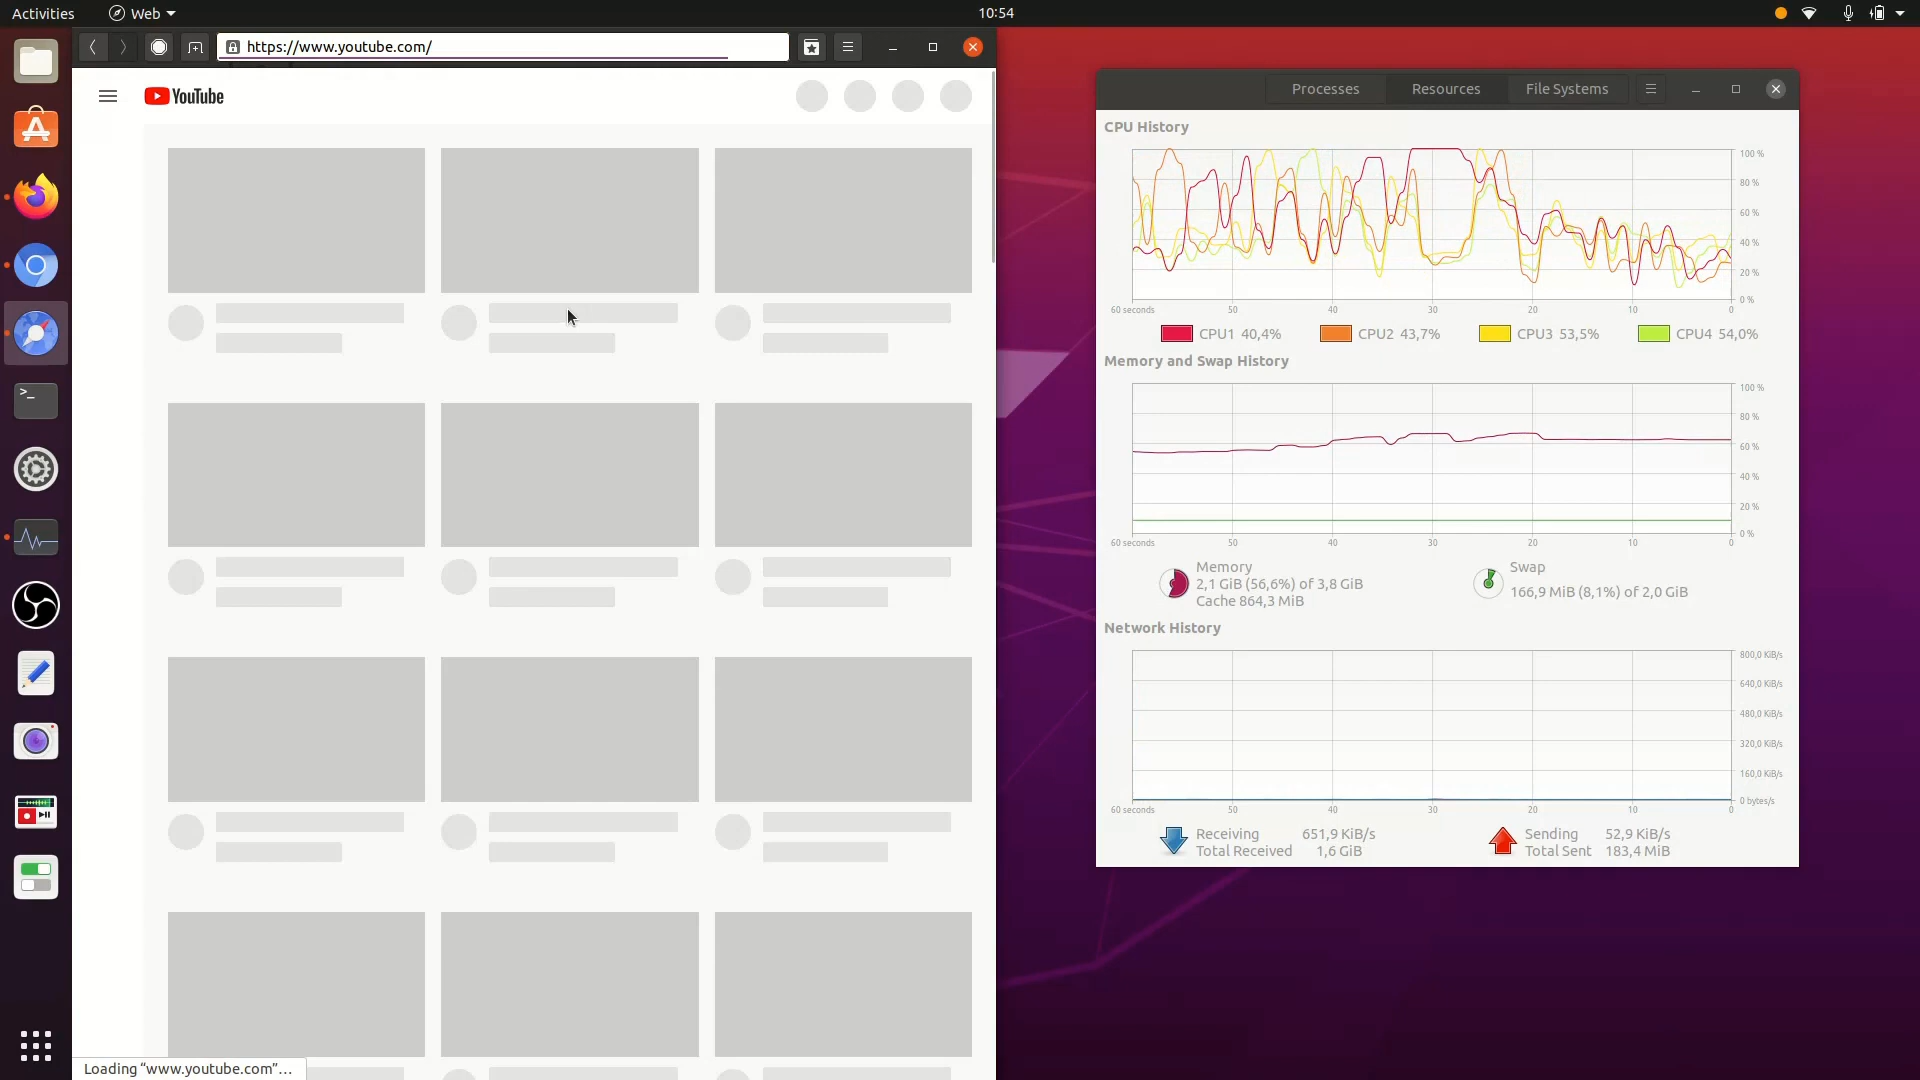 Activities
Web
10:54
https://www.youtube.com/
YouTube
Loading “www.youtube.com”…
Processes
Resources
File Systems
CPU History
100 %
80 %
60 %
40 %
20 %
0 %
60 seconds 50 40 30 20 10 0
CPU1 40,4%
CPU2 43,7%
CPU3 53,5%
CPU4 54,0%
Memory and Swap History
100 %
80 %
60 %
40 %
20 %
0 %
60 seconds 50 40 30 20 10 0
Memory
2,1 GiB (56,6%) of 3,8 GiB
Cache 864,3 MiB
Swap
166,9 MiB (8,1%) of 2,0 GiB
Network History
800,0 KiB/s
640,0 KiB/s
480,0 KiB/s
320,0 KiB/s
160,0 KiB/s
0 bytes/s
60 seconds 50 40 30 20 10 0
Receiving 651,9 KiB/s
Total Received 1,6 GiB
Sending 52,9 KiB/s
Total Sent 183,4 MiB